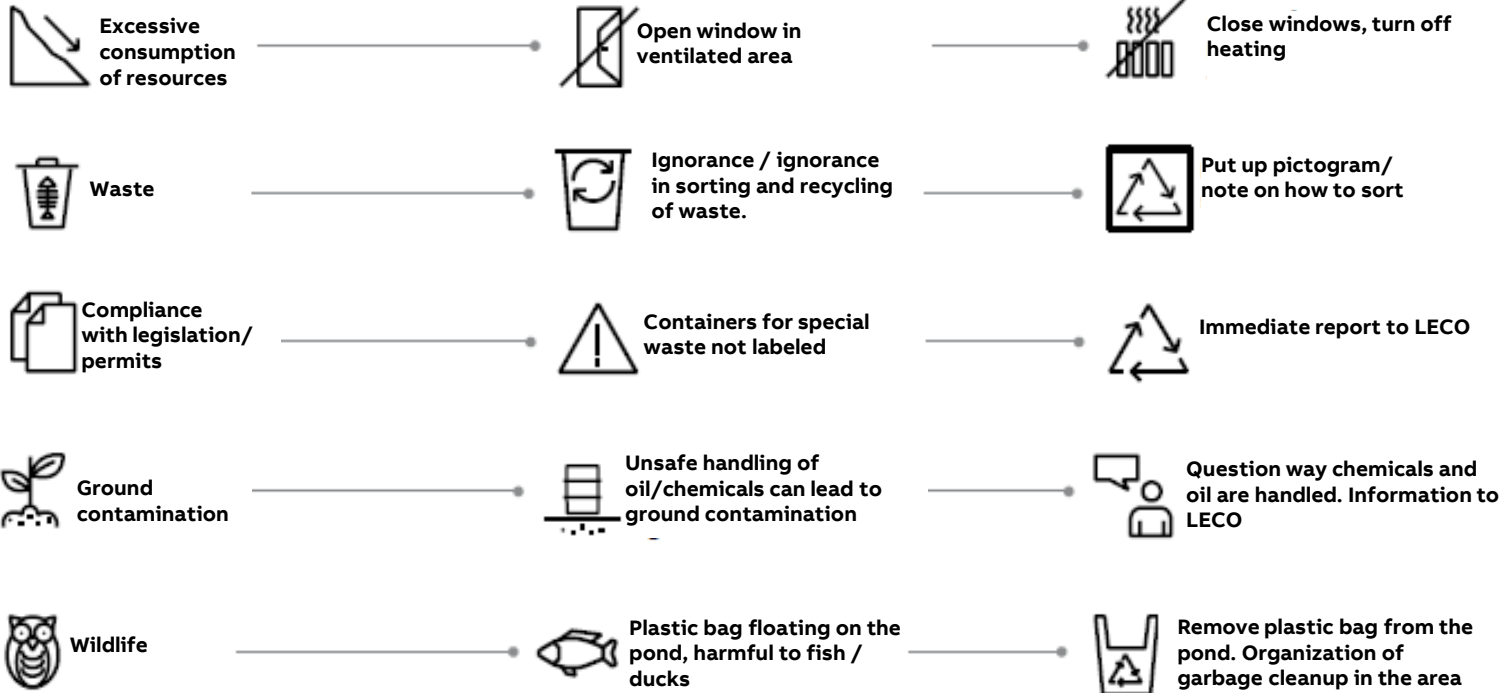 Excessive
consumption
of resources
Open window in
ventilated area
Close windows, turn off
heating
Waste
Ignorance / ignorance
in sorting and recycling
of waste.
Put up pictogram/
note on how to sort
Compliance
with legislation/
permits
Containers for special
waste not labeled
Immediate report to LECO
Ground
contamination
Unsafe handling of
oil/chemicals can lead to
ground contamination
Question way chemicals and
oil are handled. Information to
LECO
Wildlife
Plastic bag floating on the
pond, harmful to fish /
ducks
Remove plastic bag from the
pond. Organization of
garbage cleanup in the area